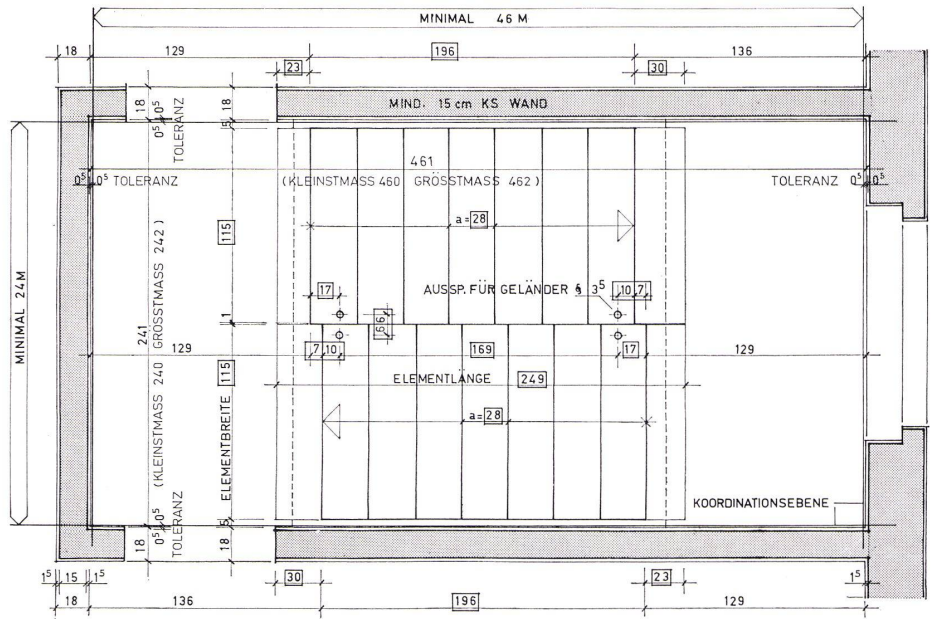 MINIMAL 46 M
18 129 196 136
23 30
18 18 MIND. 15 cm KS WAND
0⁵ 0⁵ TOLERANZ 5
461
0⁵ 0⁵ TOLERANZ (KLEINSTMASS 460 GRÖSSTMASS 462) TOLERANZ 0⁵ 0⁵
a= 28
115
MINIMAL 24 M
241 (KLEINSTMASS 240 GRÖSSTMASS 242)
17 AUSSP. FÜR GELÄNDER 3⁵ 10 7
1 66
129 7 10 169 17 129
ELEMENTLÄNGE 249
ELEMENTBREITE 115
a= 28
0⁵ 0⁵ TOLERANZ 5
KOORDINATIONSEBENE
18 18
1⁵ 15 1⁵ 30 23 1⁵
18 136 196 129